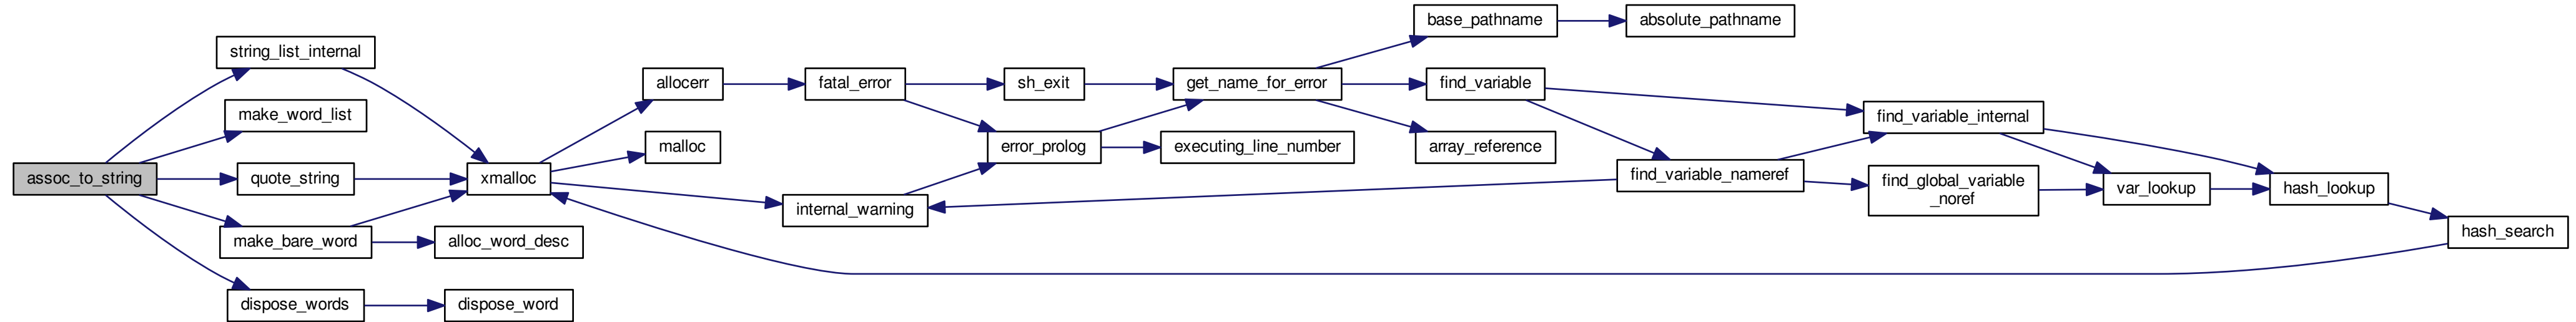 assoc_to_string
string_list_internal
make_word_list
quote_string
make_bare_word
dispose_words
xmalloc
alloc_word_desc
dispose_word
allocerr
malloc
internal_warning
fatal_error
sh_exit
error_prolog
get_name_for_error
executing_line_number
base_pathname
find_variable
array_reference
absolute_pathname
find_variable_nameref
find_variable_internal
find_global_variable
_noref
var_lookup
hash_lookup
hash_search